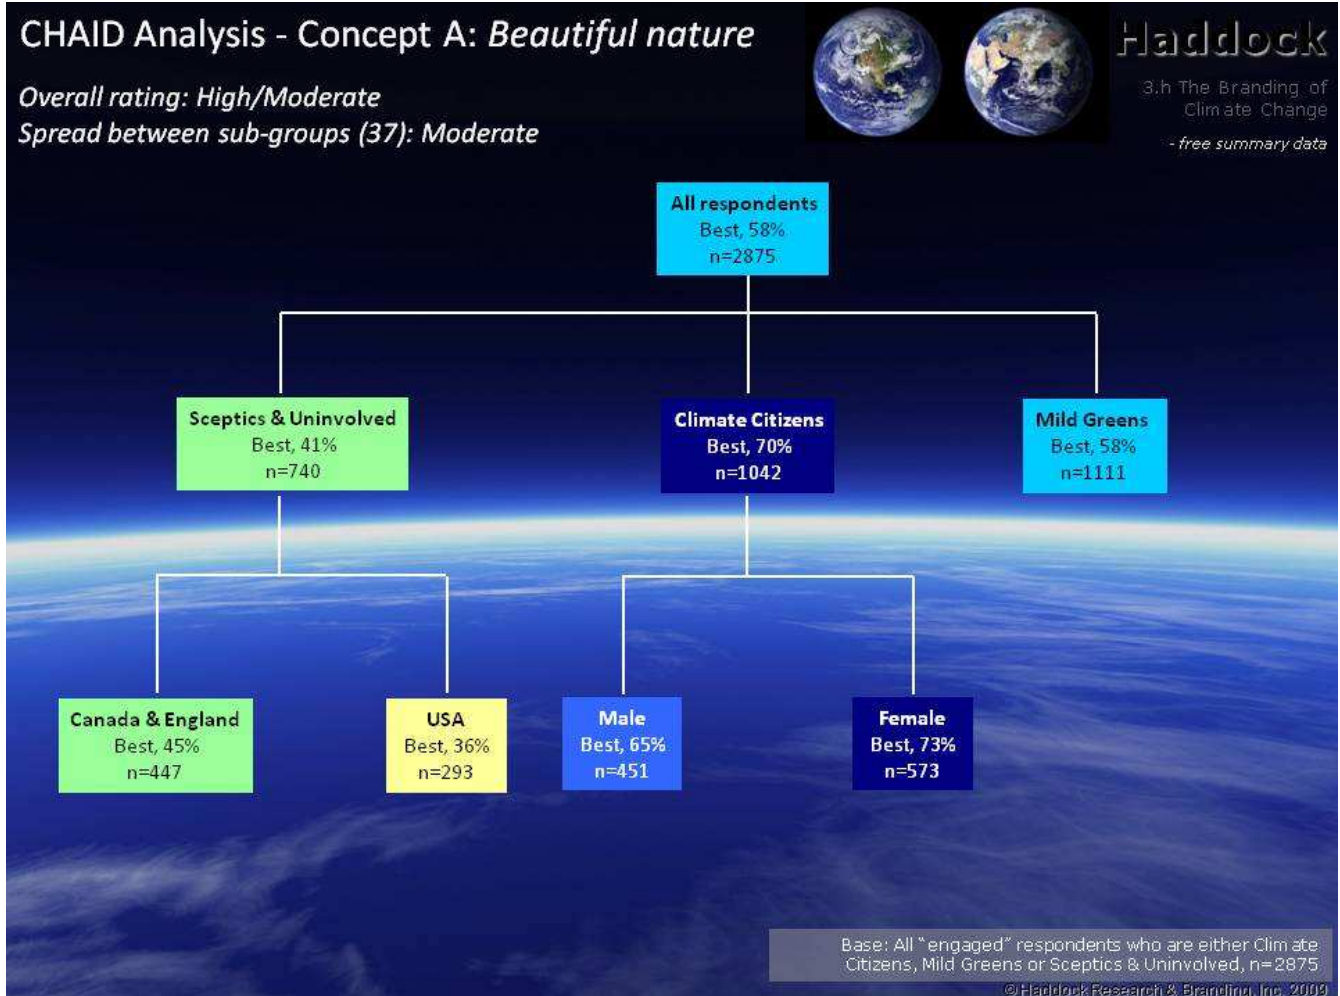 CHAID Analysis - Concept A: Beautiful nature
Overall rating: High/Moderate
Spread between sub-groups (37): Moderate
Haddock
3.h The Branding of
Climate Change
- free summary data
All respondents
Best, 58%
n=2875
Sceptics & Uninvolved
Best, 41%
n=740
Climate Citizens
Best, 70%
n=1042
Mild Greens
Best, 58%
n=1111
Canada & England
Best, 45%
n=447
USA
Best, 36%
n=293
Male
Best, 65%
n=451
Female
Best, 73%
n=573
Base: All "engaged" respondents who are either Climate
Citizens, Mild Greens or Sceptics & Uninvolved, n=2875
© Haddock Research & Branding, Inc. 2009